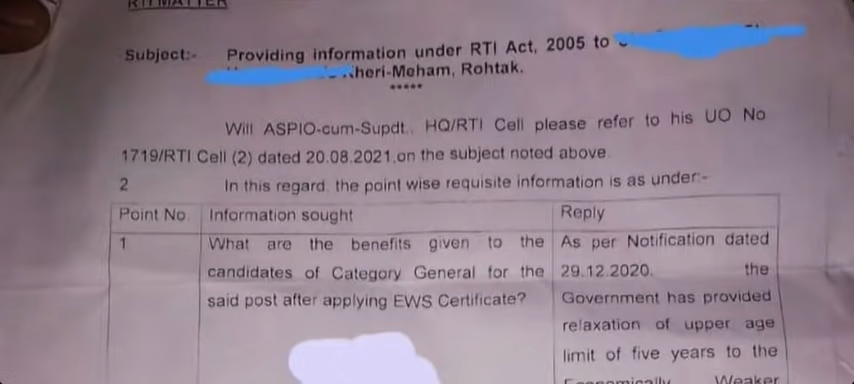 RTI MATTER
Subject:- Providing information under RTI Act, 2005 to
heri-Meham, Rohtak.
*****
Will ASPIO-cum-Supdt., HQ/RTI Cell please refer to his UO No
1719/RTI Cell (2) dated 20.08.2021,on the subject noted above.
2 In this regard, the point wise requisite information is as under:-
Point No. Information sought Reply
1 What are the benefits given to the
candidates of Category General for the
said post after applying EWS Certificate?
As per Notification dated
29.12.2020, the
Government has provided
relaxation of upper age
limit of five years to the
Economically Weaker